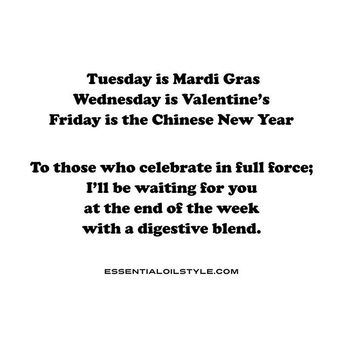 Tuesday is Mardi Gras
Wednesday is Valentine's
Friday is the Chinese New Year
To those who celebrate in full force;
I'll be waiting for you
at the end of the week
with a digestive blend.
ESSENTIALOILSTYLE.COM